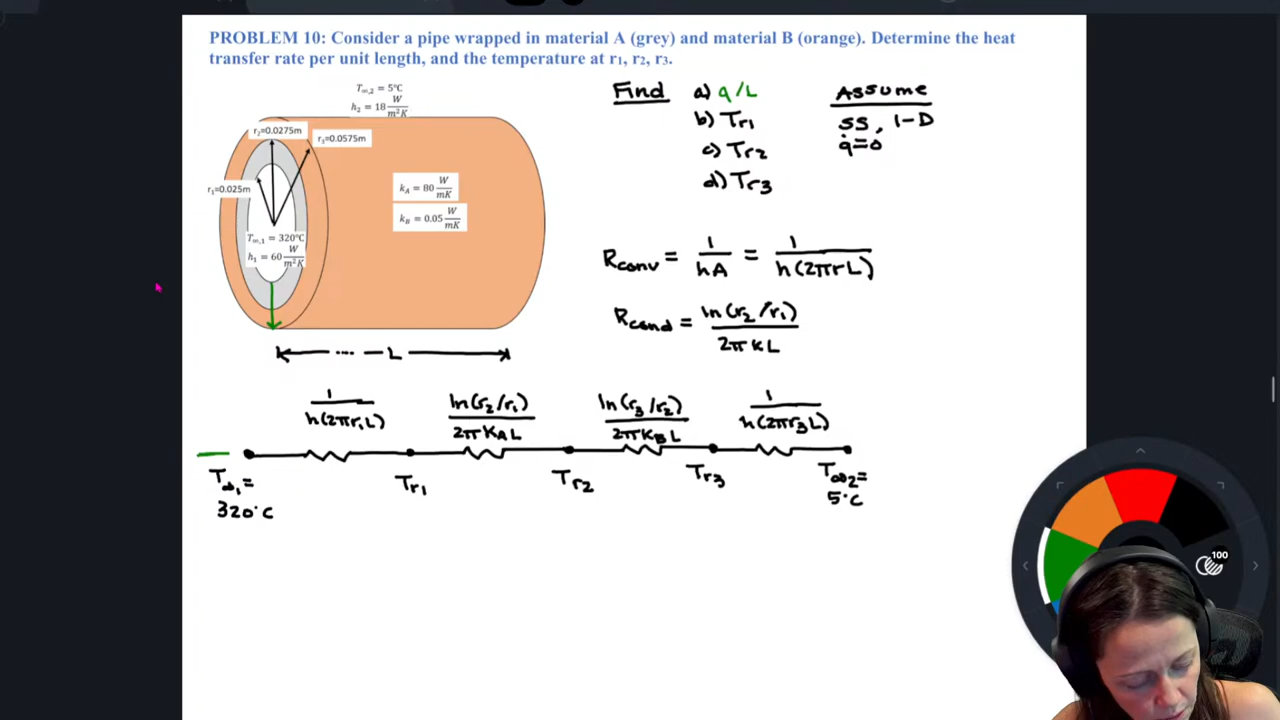 PROBLEM 10: Consider a pipe wrapped in material A (grey) and material B (orange). Determine the heat
transfer rate per unit length, and the temperature at r₁, r₂, r₃.
T∞,2 = 5°C
h₂ = 18 W/m²K
r₂=0.0275m
r₃=0.0575m
r₁=0.025m
k_A = 80 W/mK
k_B = 0.05 W/mK
T∞,1 = 320°C
h₁ = 60 W/m²K
L
Find
a) q/L
b) Tr1
c) Tr2
d) Tr3
Assume
SS, 1-D
q̇=0
Rconv = 1/hA = 1/h(2πrL)
Rcond = ln(r₂/r₁)/2πKL
1/h(2πr₁L) ln(r₂/r₁)/2πK_AL ln(r₃/r₂)/2πK_BL 1/h(2πr₃L)
T∞1 = 320°C Tr1 Tr2 Tr3 T∞2 = 5°C
100